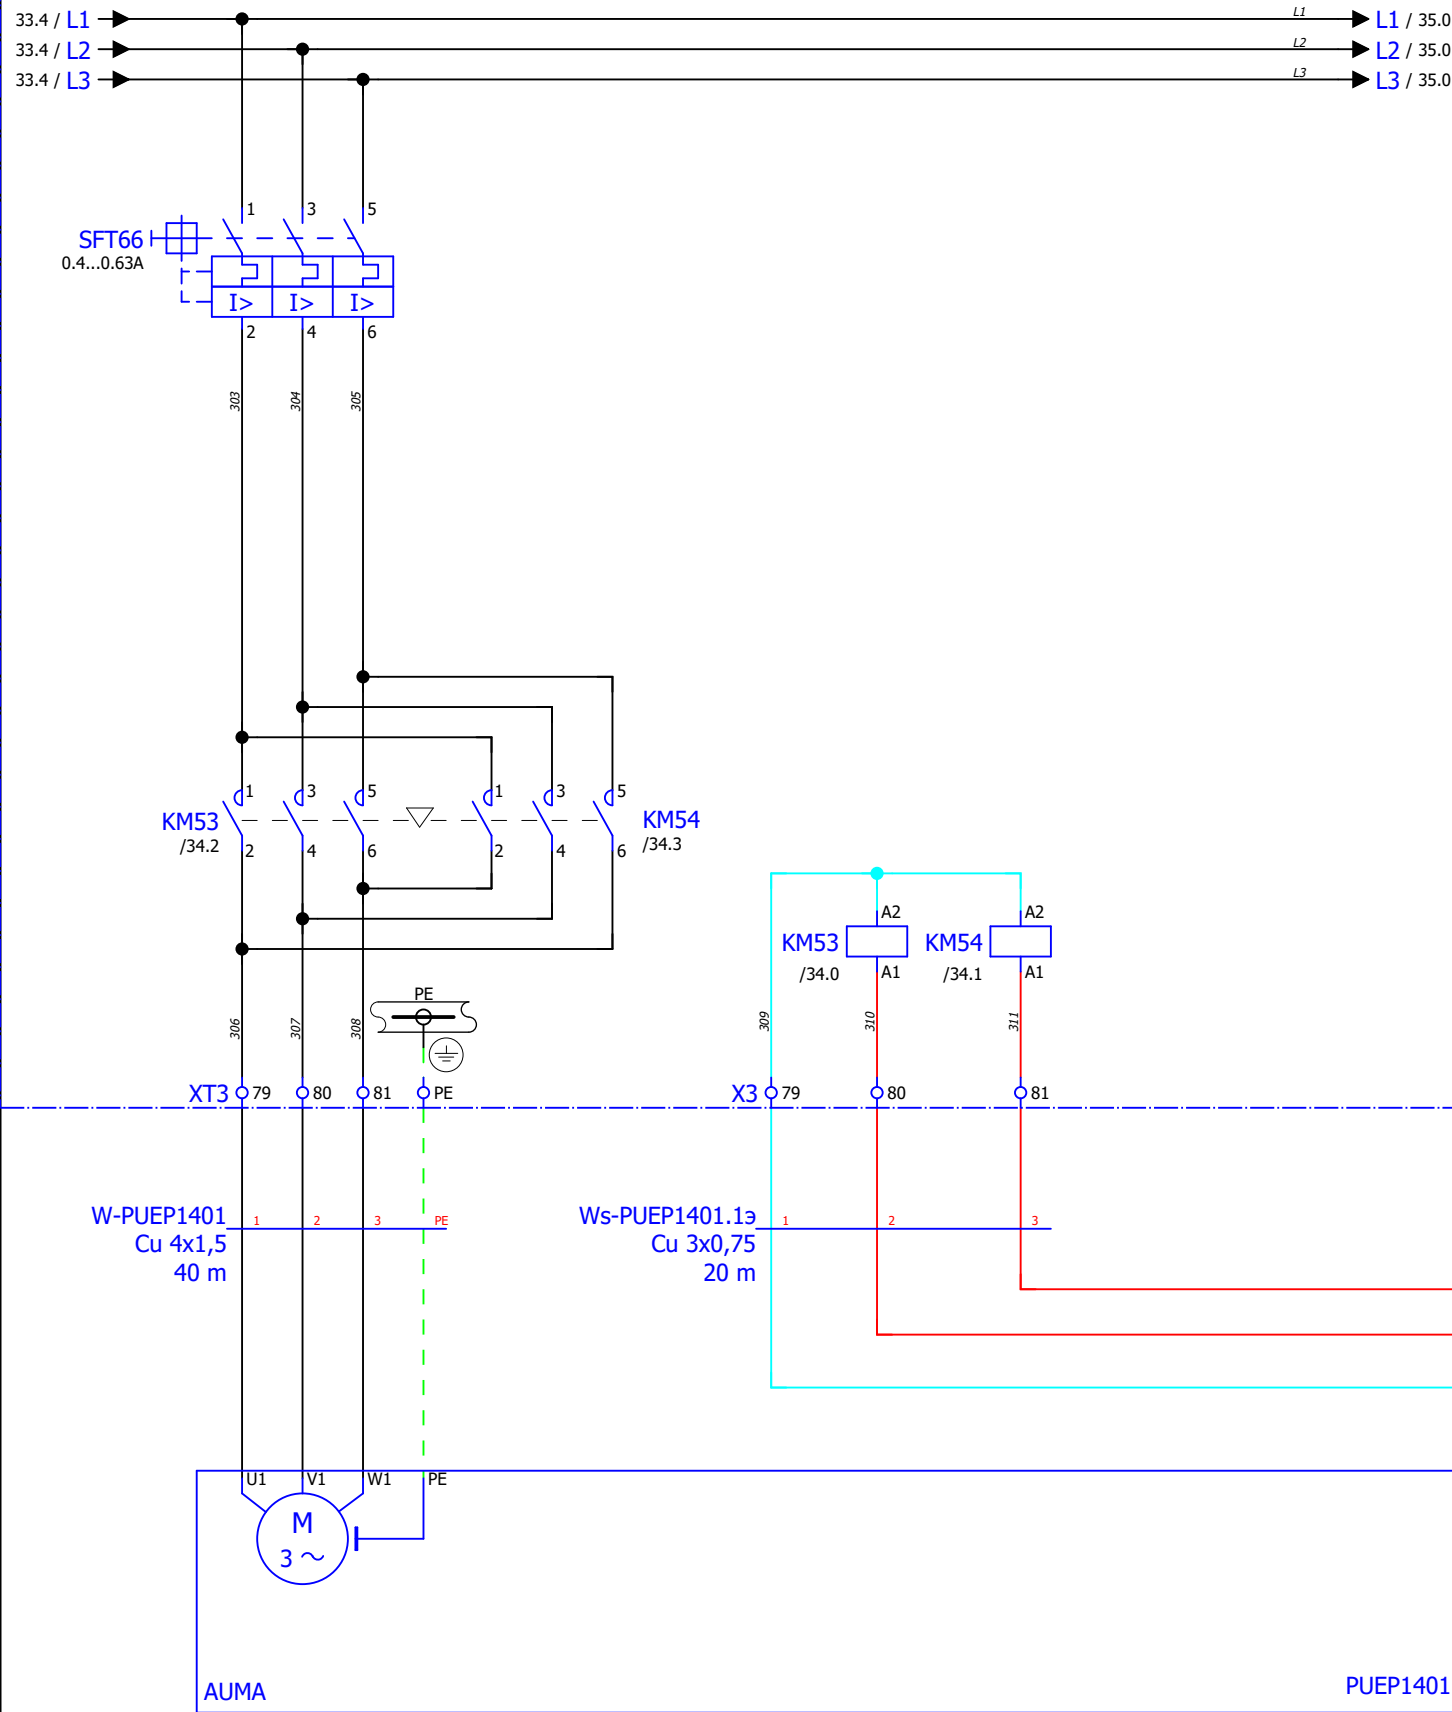 33.4 / L1 L1 L1 / 35.0
33.4 / L2 L2 L2 / 35.0
33.4 / L3 L3 L3 / 35.0
1 3 5
SFT66
0.4...0.63A
I> I> I>
2 4 6
303 304 305
1 3 5 1 3 5
KM53 KM54
/34.2 /34.3
2 4 6 2 4 6
A2 A2
KM53 KM54
/34.0 A1 /34.1 A1
PE
306 307 308 309 310 311
XT3 79 80 81 PE X3 79 80 81
W-PUEP1401 1 2 3 PE
Cu 4x1,5
40 m
Ws-PUEP1401.1э 1 2 3
Cu 3x0,75
20 m
U1 V1 W1 PE
M
3 ~
AUMA PUEP1401